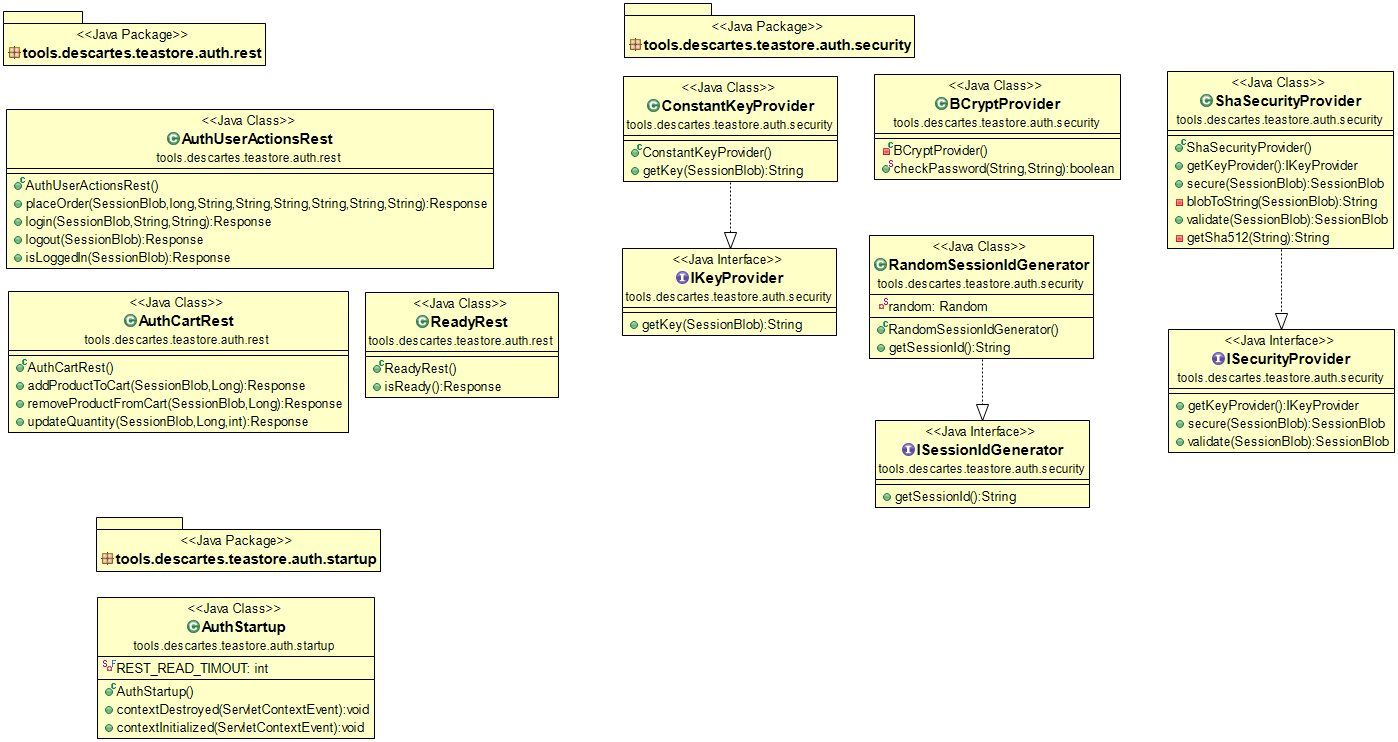 <<Java Package>>
tools.descartes.teastore.auth.rest
<<Java Class>>
AuthUserActionsRest
tools.descartes.teastore.auth.rest
AuthUserActionsRest()
placeOrder(SessionBlob,long,String,String,String,String,String,String):Response
login(SessionBlob,String,String):Response
logout(SessionBlob):Response
isLoggedIn(SessionBlob):Response
<<Java Class>>
AuthCartRest
tools.descartes.teastore.auth.rest
AuthCartRest()
addProductToCart(SessionBlob,Long):Response
removeProductFromCart(SessionBlob,Long):Response
updateQuantity(SessionBlob,Long,int):Response
<<Java Class>>
ReadyRest
tools.descartes.teastore.auth.rest
ReadyRest()
isReady():Response
<<Java Package>>
tools.descartes.teastore.auth.security
<<Java Class>>
ConstantKeyProvider
tools.descartes.teastore.auth.security
ConstantKeyProvider()
getKey(SessionBlob):String
<<Java Interface>>
IKeyProvider
tools.descartes.teastore.auth.security
getKey(SessionBlob):String
<<Java Class>>
BCryptProvider
tools.descartes.teastore.auth.security
BCryptProvider()
checkPassword(String,String):boolean
<<Java Class>>
RandomSessionIdGenerator
tools.descartes.teastore.auth.security
random: Random
RandomSessionIdGenerator()
getSessionId():String
<<Java Interface>>
ISessionIdGenerator
tools.descartes.teastore.auth.security
getSessionId():String
<<Java Class>>
ShaSecurityProvider
tools.descartes.teastore.auth.security
ShaSecurityProvider()
getKeyProvider():IKeyProvider
secure(SessionBlob):SessionBlob
blobToString(SessionBlob):String
validate(SessionBlob):SessionBlob
getSha512(String):String
<<Java Interface>>
ISecurityProvider
tools.descartes.teastore.auth.security
getKeyProvider():IKeyProvider
secure(SessionBlob):SessionBlob
validate(SessionBlob):SessionBlob
<<Java Package>>
tools.descartes.teastore.auth.startup
<<Java Class>>
AuthStartup
tools.descartes.teastore.auth.startup
REST_READ_TIMOUT: int
AuthStartup()
contextDestroyed(ServletContextEvent):void
contextInitialized(ServletContextEvent):void